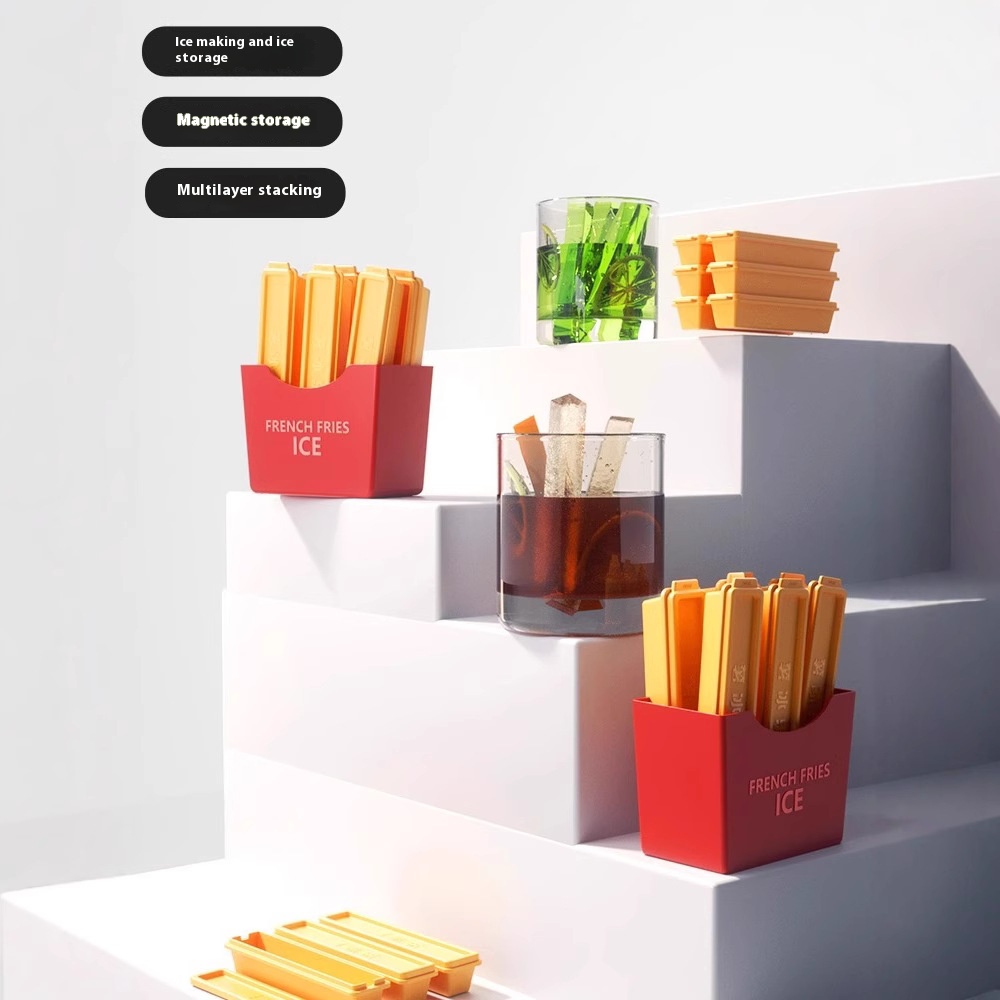 Ice making and ice
storage
Magnetic storage
Multilayer stacking
FRENCH FRIES
ICE
FRENCH FRIES
ICE